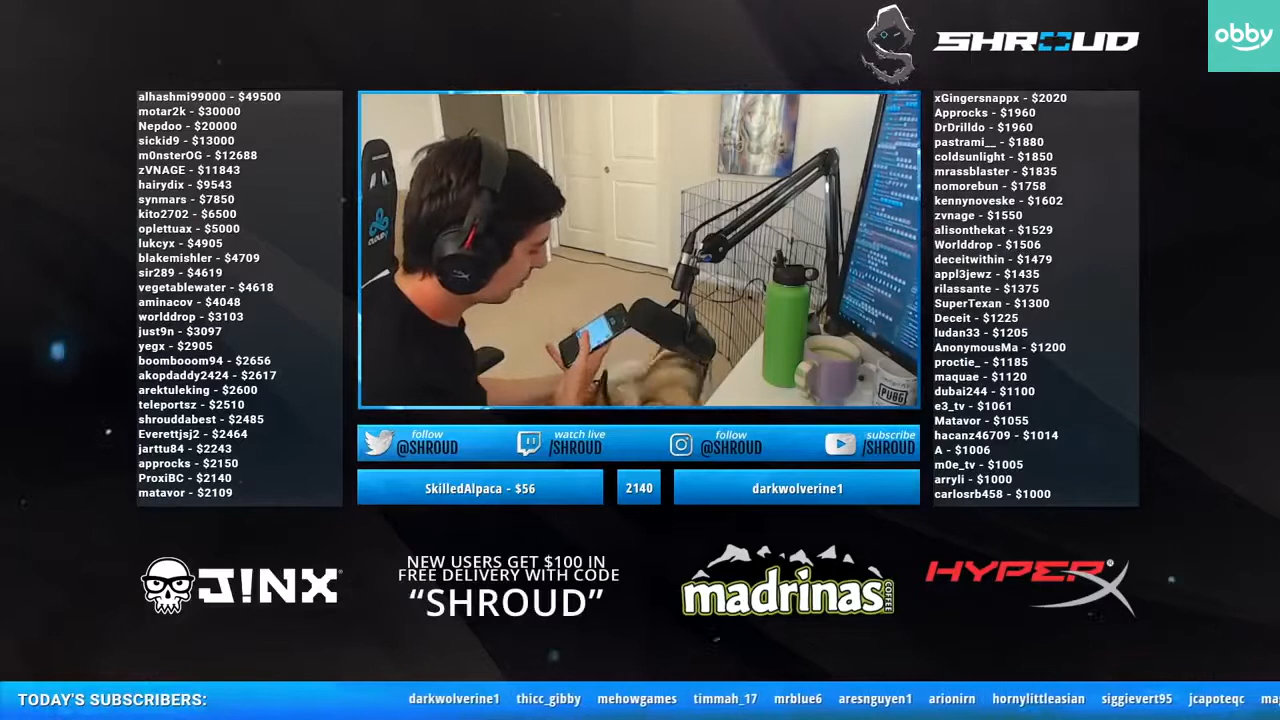 SHROUD
obby
alhashmi99000 - $49500
motar2k - $30000
Nepdoo - $20000
sickid9 - $13000
m0nsterOG - $12688
zVNAGE - $11843
hairydix - $9543
synmars - $7850
kito2702 - $6500
oplettuax - $5000
lukcyx - $4905
blakemishler - $4709
sir289 - $4619
vegetablewater - $4618
aminacov - $4048
worlddrop - $3103
just9n - $3097
yegx - $2905
boombooom94 - $2656
akopdaddy2424 - $2617
arektuleking - $2600
teleportsz - $2510
shrouddabest - $2485
Everettjsj2 - $2464
jarttu84 - $2243
approcks - $2150
ProxiBC - $2140
matavor - $2109
CLOUD9
PUBG
xGingersnappx - $2020
Approcks - $1960
DrDrilldo - $1960
pastrami__ - $1880
coldsunlight - $1850
mrassblaster - $1835
nomorebun - $1758
kennynoveske - $1602
zvnage - $1550
alisonthekat - $1529
Worlddrop - $1506
deceitwithin - $1479
appl3jewz - $1435
rilassante - $1375
SuperTexan - $1300
Deceit - $1225
ludan33 - $1205
AnonymousMa - $1200
proctie_ - $1185
maquae - $1120
dubai244 - $1100
e3_tv - $1061
Matavor - $1055
hacanz46709 - $1014
A - $1006
m0e_tv - $1005
arryli - $1000
carlosrb458 - $1000
follow
@SHROUD
watch live
/SHROUD
follow
@SHROUD
subscribe
/SHROUD
SkilledAlpaca - $56
2140
darkwolverine1
J!NX®
NEW USERS GET $100 IN
FREE DELIVERY WITH CODE
“SHROUD”
madrinas COFFEE
HYPERX®
TODAY'S SUBSCRIBERS: darkwolverine1 thicc_gibby mehowgames timmah_17 mrblue6 aresnguyen1 arionirn hornylittleasian siggievert95 jcapoteqc ma